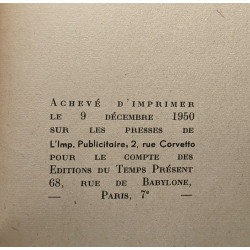 ACHEVÉ D'IMPRIMER
LE 9 DÉCEMBRE 1950
SUR LES PRESSES DE
L'Imp. Publicitaire, 2, rue Corvetto
POUR LE COMPTE DES
EDITIONS DU TEMPS PRÉSENT
68, RUE DE BABYLONE,
— PARIS, 7ᵉ —